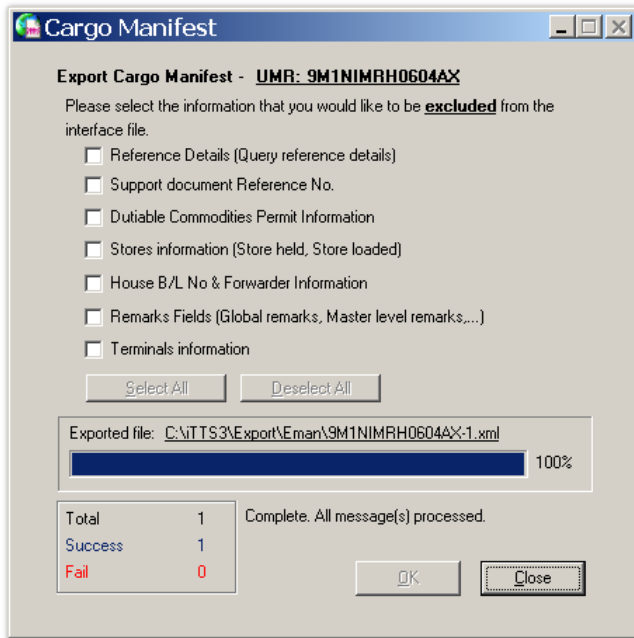 Cargo Manifest
Export Cargo Manifest - UMR: 9M1NIMRH0604AX
Please select the information that you would like to be excluded from the
interface file.
Reference Details (Query reference details)
Support document Reference No.
Dutiable Commodities Permit Information
Stores information (Store held, Store loaded)
House B/L No & Forwarder Information
Remarks Fields (Global remarks, Master level remarks,...)
Terminals information
Select All Deselect All
Exported file: C:\iTTS3\Export\Eman\9M1NIMRH0604AX-1.xml
100%
Total 1 Complete. All message(s) processed.
Success 1
Fail 0
OK Close